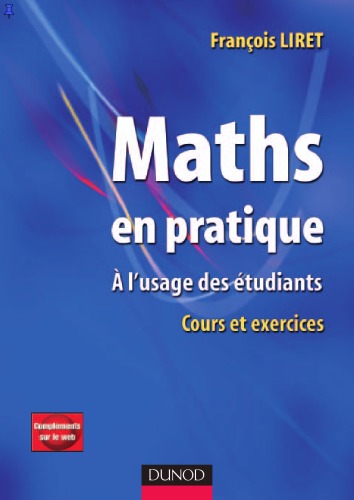 François LIRET
Maths
en pratique
À l'usage des étudiants
Cours et exercices
Compléments
sur le web
DUNOD